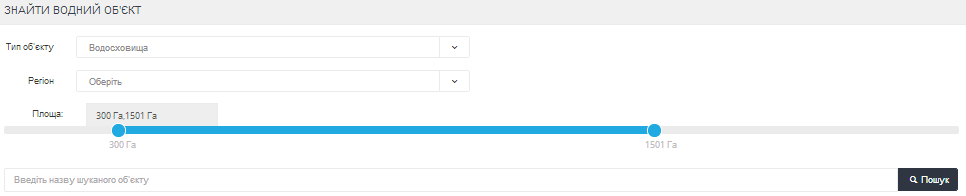 ЗНАЙТИ ВОДНИЙ ОБ'ЄКТ
Тип об'єкту Водосховища
Регіон Оберіть
Площа: 300 Га,1501 Га
300 Га 1501 Га
Введіть назву шуканого об'єкту Пошук